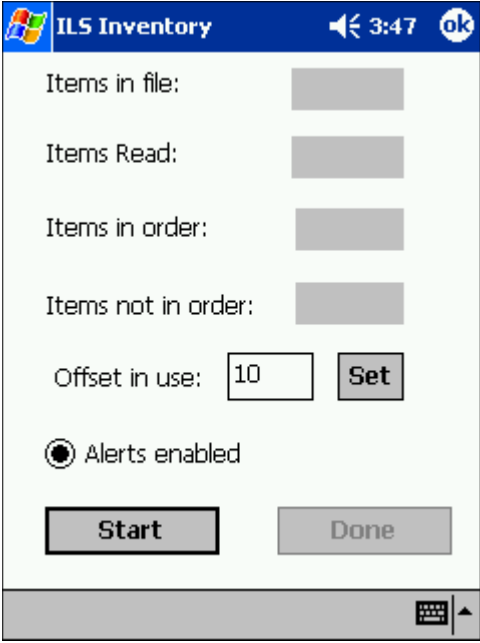 ILS Inventory 3:47 ok
Items in file:
Items Read:
Items in order:
Items not in order:
Offset in use: 10 Set
Alerts enabled
Start Done